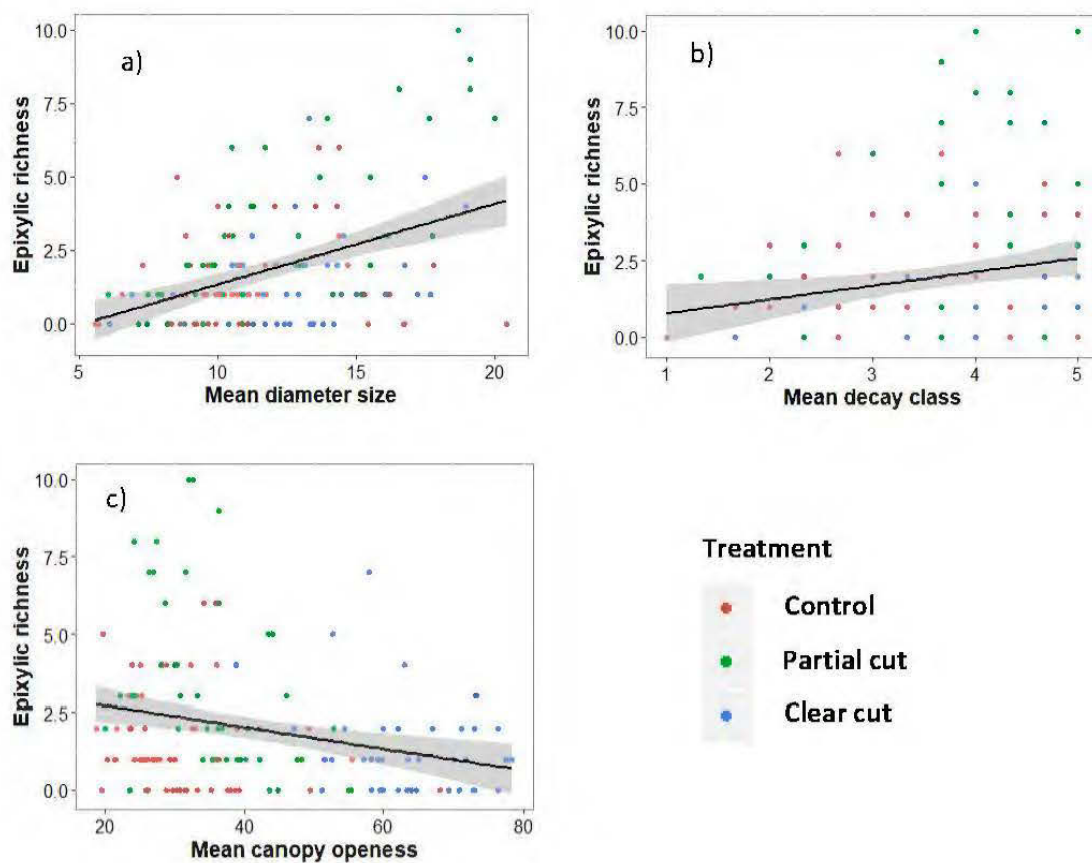 a)
Epixylic richness
10.0
7.5
5.0
2.5
0.0
5
10
15
20
Mean diameter size
b)
Epixylic richness
10.0
7.5
5.0
2.5
0.0
1
2
3
4
5
Mean decay class
c)
Epixylic richness
10.0
7.5
5.0
2.5
0.0
20
40
60
80
Mean canopy openess
Treatment
Control
Partial cut
Clear cut